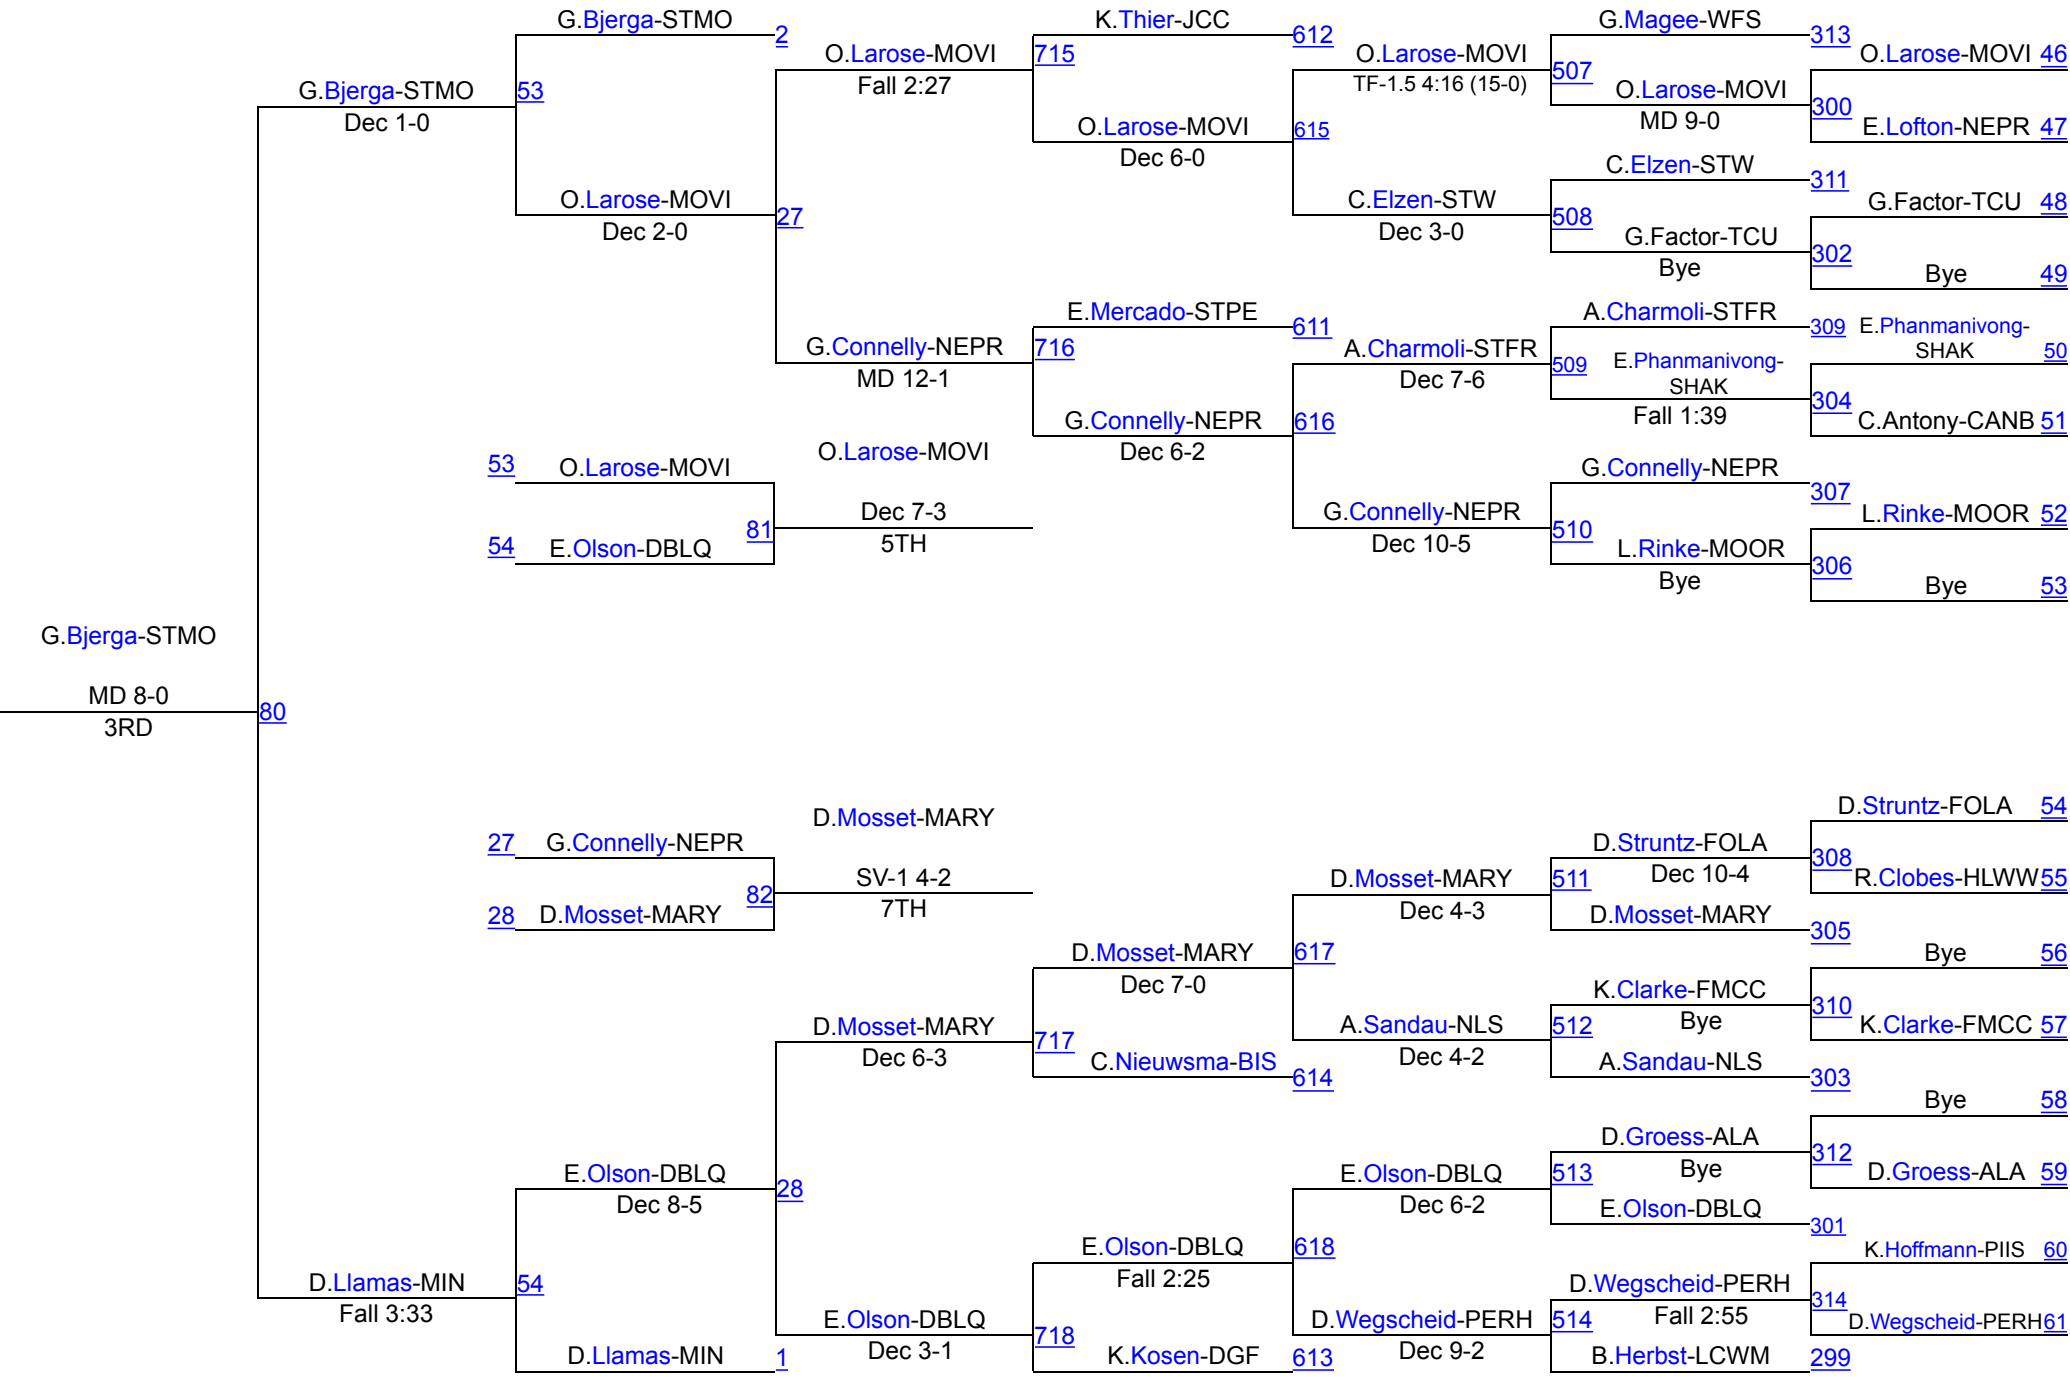 G.Bjerga-STMO 2
K.Thier-JCC 612
G.Magee-WFS 313
O.Larose-MOVI 715
Fall 2:27
O.Larose-MOVI 507
TF-1.5 4:16 (15-0)
O.Larose-MOVI 46
G.Bjerga-STMO 53
Dec 1-0
O.Larose-MOVI 300
MD 9-0
O.Larose-MOVI 615
Dec 6-0
E.Lofton-NEPR 47
C.Elzen-STW 311
O.Larose-MOVI 27
Dec 2-0
C.Elzen-STW 508
Dec 3-0
G.Factor-TCU 48
G.Factor-TCU 302
Bye
Bye 49
E.Mercado-STPE 611
A.Charmoli-STFR 309
E.Phanmanivong-
SHAK 50
G.Connelly-NEPR 716
MD 12-1
A.Charmoli-STFR 509
Dec 7-6
E.Phanmanivong-
SHAK 304
Fall 1:39
G.Connelly-NEPR 616
Dec 6-2
C.Antony-CANB 51
O.Larose-MOVI
53 O.Larose-MOVI
G.Connelly-NEPR 307
Dec 7-3
5TH
81
G.Connelly-NEPR 510
Dec 10-5
L.Rinke-MOOR 52
54 E.Olson-DBLQ
L.Rinke-MOOR 306
Bye
Bye 53
G.Bjerga-STMO
MD 8-0
3RD
80
D.Struntz-FOLA 54
D.Mosset-MARY
27 G.Connelly-NEPR
D.Struntz-FOLA 308
Dec 10-4
SV-1 4-2
7TH
82
D.Mosset-MARY 511
Dec 4-3
R.Clobes-HLWW 55
28 D.Mosset-MARY
D.Mosset-MARY 305
D.Mosset-MARY 617
Dec 7-0
Bye 56
K.Clarke-FMCC 310
Bye
D.Mosset-MARY 717
Dec 6-3
A.Sandau-NLS 512
Dec 4-2
K.Clarke-FMCC 57
C.Nieuwsma-BIS 614
A.Sandau-NLS 303
Bye 58
D.Groess-ALA 312
Bye
E.Olson-DBLQ 28
Dec 8-5
E.Olson-DBLQ 513
Dec 6-2
D.Groess-ALA 59
E.Olson-DBLQ 301
E.Olson-DBLQ 618
Fall 2:25
K.Hoffmann-PIIS 60
D.Llamas-MIN 54
Fall 3:33
D.Wegscheid-PERH 314
Fall 2:55
E.Olson-DBLQ 718
Dec 3-1
D.Wegscheid-PERH 514
Dec 9-2
D.Wegscheid-PERH 61
D.Llamas-MIN 1
K.Kosen-DGF 613
B.Herbst-LCWM 299